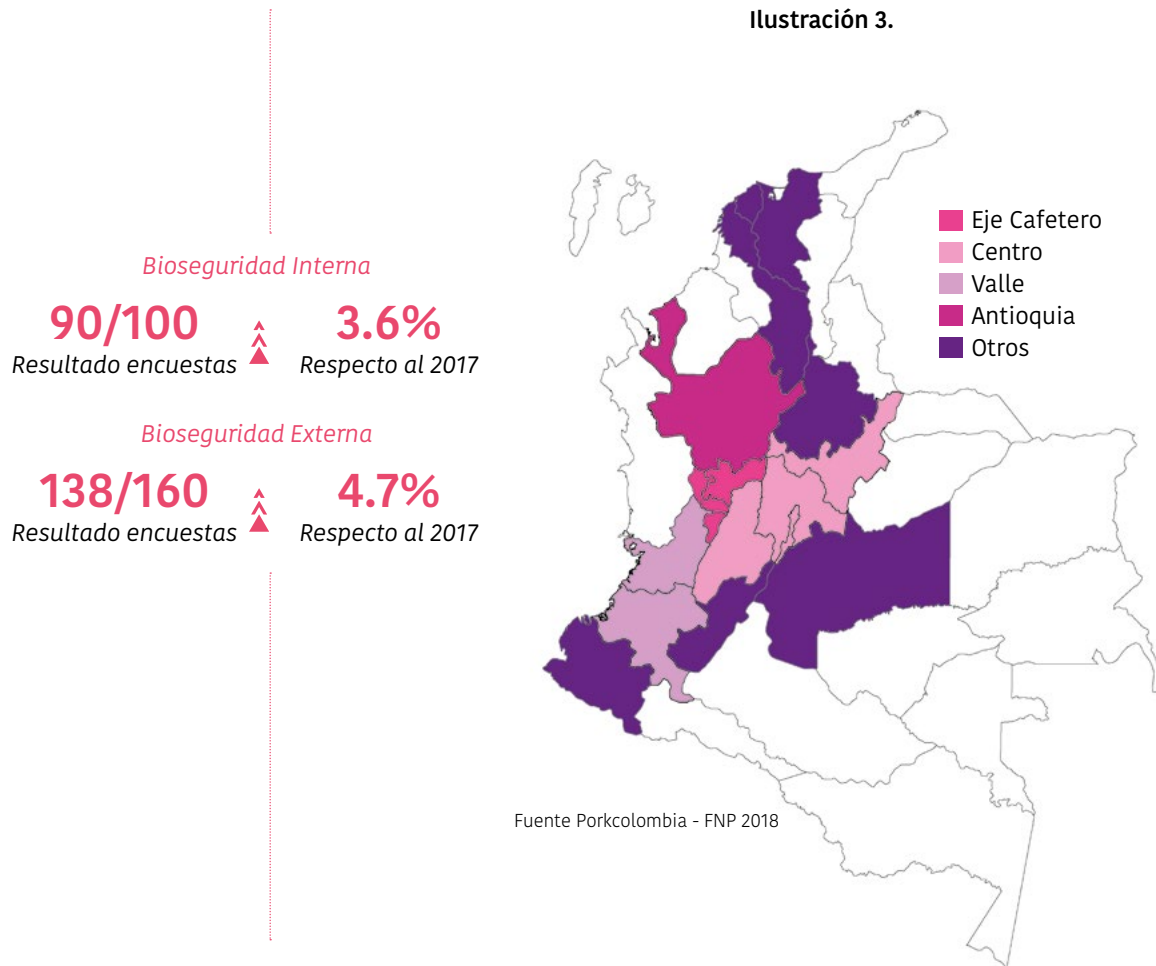 Ilustración 3.
Bioseguridad Interna
90/100
Resultado encuestas
3.6%
Respecto al 2017
Bioseguridad Externa
138/160
Resultado encuestas
4.7%
Respecto al 2017
Eje Cafetero
Centro
Valle
Antioquia
Otros
Fuente Porkcolombia - FNP 2018